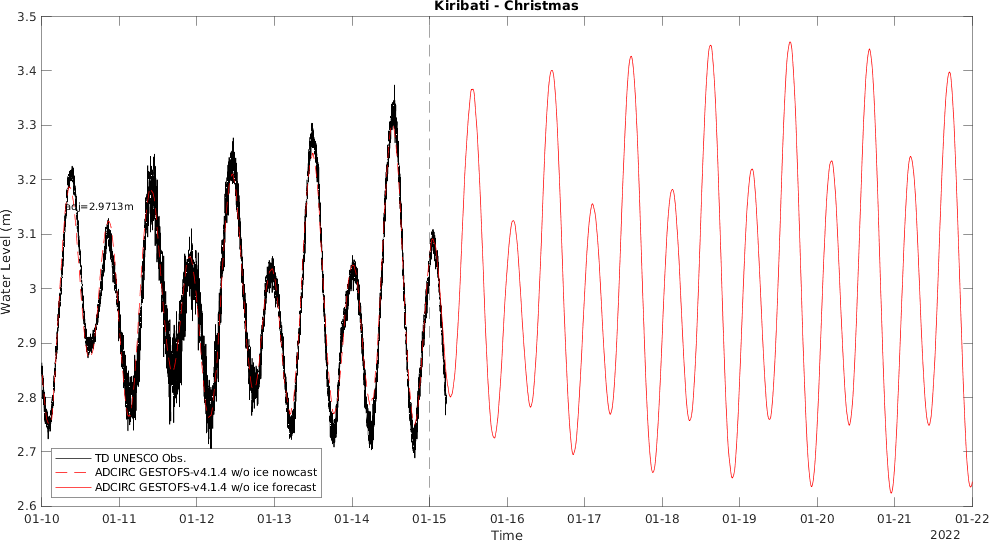 Kiribati - Christmas
3.5
3.4
3.3
3.2
3.1
3
2.9
2.8
2.7
2.6
Water Level (m)
adj=2.9713m
TD UNESCO Obs.
ADCIRC GESTOFS-v4.1.4 w/o ice nowcast
ADCIRC GESTOFS-v4.1.4 w/o ice forecast
01-10 01-11 01-12 01-13 01-14 01-15 01-16 01-17 01-18 01-19 01-20 01-21 01-22
Time
2022